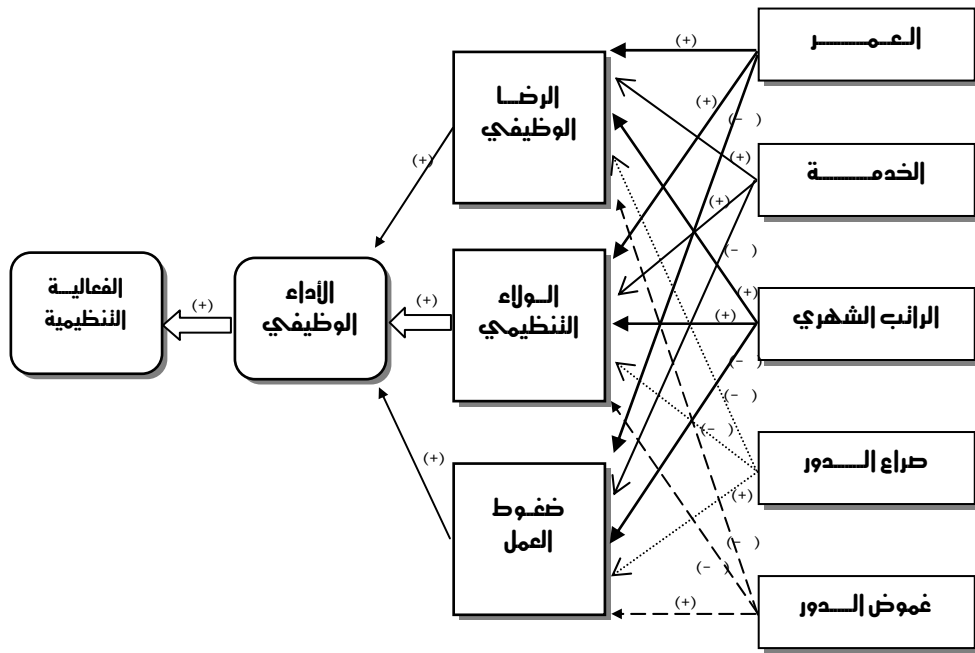 العمر
(+)
الرضا
الوظيفي
(+)
(- )
(+)
الخدمة
(+)
(+)
(- )
الفعالية
التنظيمية
(+)
الأداء
الوظيفي
(+)
الولاء
التنظيمي
(+)
(+)
الراتب الشهري
(- )
(- )
(- )
صراع الدور
(+)
ضغوط
العمل
(+)
(- )
(- )
(+)
غموض الدور